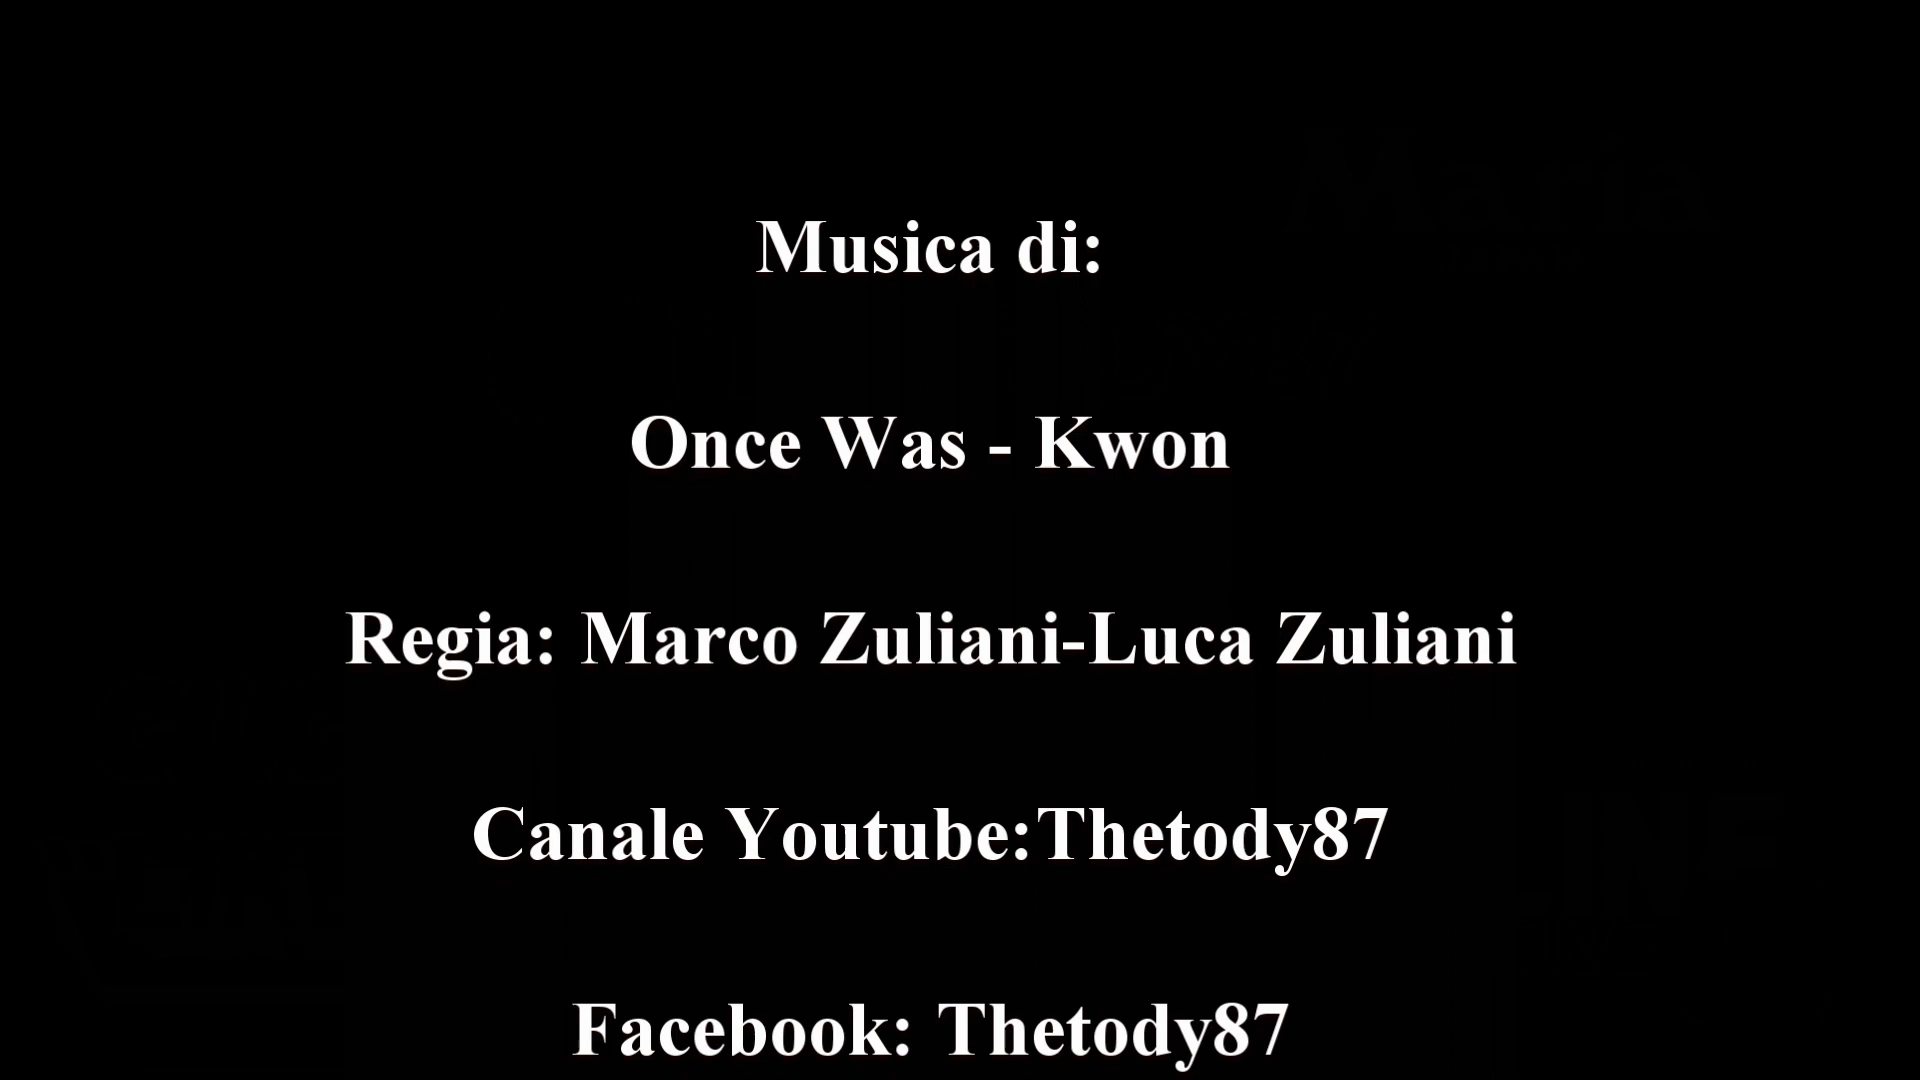 Musica di:
Once Was - Kwon
Regia: Marco Zuliani-Luca Zuliani
Canale Youtube:Thetody87
Facebook: Thetody87